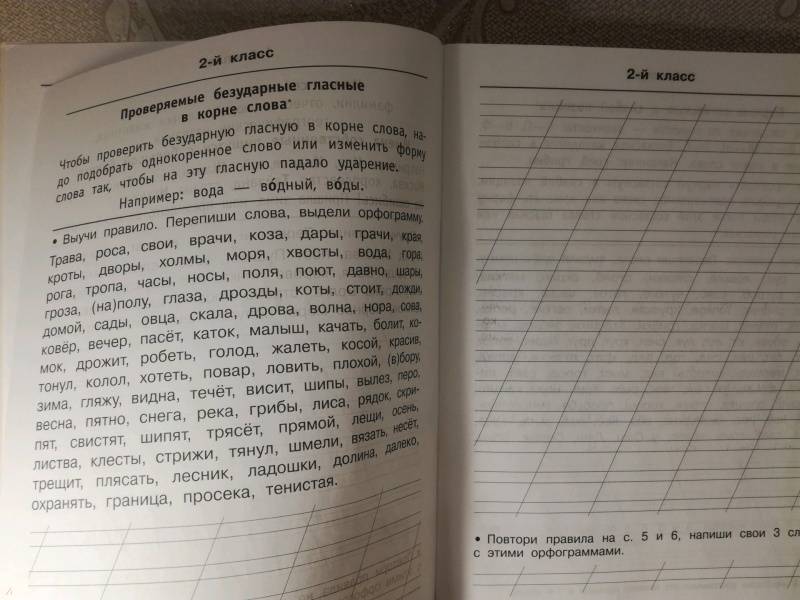 2-й класс
Проверяемые безударные гласные
в корне слова*
Чтобы проверить безударную гласную в корне слова, на-
до подобрать однокоренное слово или изменить форму
слова так, чтобы на эту гласную падало ударение.
Например: вода — во́дный, во́ды.
• Выучи правило. Перепиши слова, выдели орфограмму.
Трава, роса, свои, врачи, коза, дары, грачи, края,
кроты, дворы, холмы, моря, хвосты, вода, гора,
рога, тропа, часы, носы, поля, поют, давно, шары,
гроза, (на)полу, глаза, дрозды, коты, стоит, дожди,
домой, сады, овца, скала, дрова, волна, нора, сова,
ковёр, вечер, пасёт, каток, малыш, качать, болит, ко-
мок, дрожит, робеть, голод, жалеть, косой, красив,
тонул, колол, хотеть, повар, ловить, плохой, (в)бору,
зима, гляжу, видна, течёт, висит, шипы, вылез, перо,
весна, пятно, снега, река, грибы, лиса, рядок, скри-
пят, свистят, шипят, трясёт, прямой, лещи, осень,
листва, клесты, стрижи, тянул, шмели, вязать, несёт,
трещит, плясать, лесник, ладошки, долина, далеко,
охранять, граница, просека, тенистая.
2-й класс
• Повтори правила на с. 5 и 6, напиши свои 3 сл
с этими орфограммами.